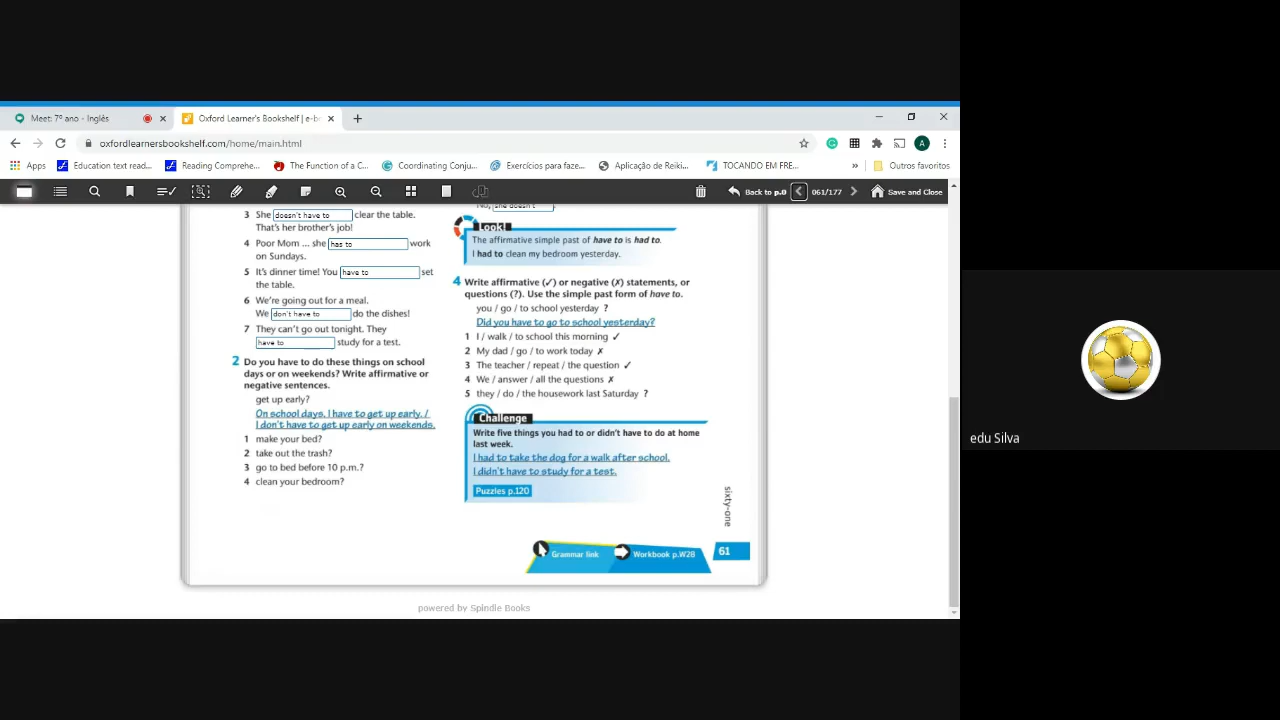 Meet: 7º ano - Inglês
Oxford Learner's Bookshelf | e-b
oxfordlearnersbookshelf.com/home/main.html
A
Apps
Education text read...
Reading Comprehe...
The Function of a C...
Coordinating Conju...
Exercícios para faze...
Aplicação de Reiki...
TOCANDO EM FRE...
»
Outros favoritos
Back to p.0
061/177
Save and Close
3 She doesn't have to clear the table.
That's her brother's job!
4 Poor Mom ... she has to work
on Sundays.
5 It's dinner time! You have to set
the table.
6 We're going out for a meal.
We don't have to do the dishes!
7 They can't go out tonight. They
have to study for a test.
2 Do you have to do these things on school
days or on weekends? Write affirmative or
negative sentences.
get up early?
On school days, I have to get up early. /
I don't have to get up early on weekends.
1 make your bed?
2 take out the trash?
3 go to bed before 10 p.m.?
4 clean your bedroom?
No, she doesn't .
Look!
The affirmative simple past of have to is had to.
I had to clean my bedroom yesterday.
4 Write affirmative (✓) or negative (✗) statements, or
questions (?). Use the simple past form of have to.
you / go / to school yesterday ?
Did you have to go to school yesterday?
1 I / walk / to school this morning ✓
2 My dad / go / to work today ✗
3 The teacher / repeat / the question ✓
4 We / answer / all the questions ✗
5 they / do / the housework last Saturday ?
Challenge
Write five things you had to or didn't have to do at home
last week.
I had to take the dog for a walk after school.
I didn't have to study for a test.
Puzzles p.120
sixty-one
Grammar link
Workbook p.W28
61
powered by Spindle Books
edu Silva